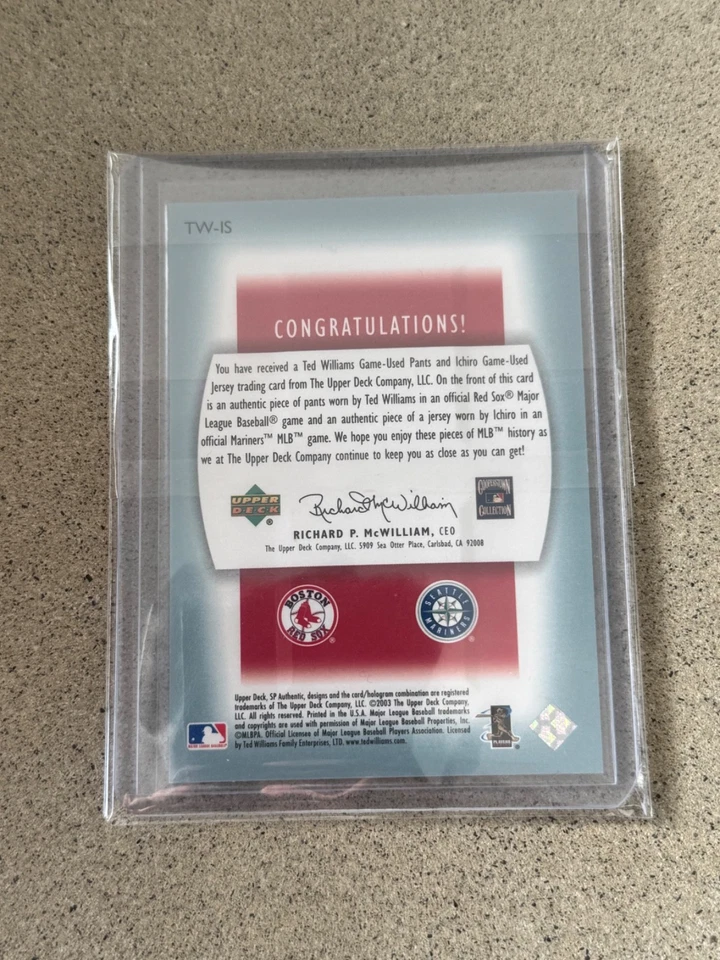 TW-IS
CONGRATULATIONS!
You have received a Ted Williams Game-Used Pants and Ichiro Game-Used
Jersey trading card from The Upper Deck Company, LLC. On the front of this card
is an authentic piece of pants worn by Ted Williams in an official Red Sox® Major
League Baseball® game and an authentic piece of a jersey worn by Ichiro in an
official Mariners™ MLB™ game. We hope you enjoy these pieces of MLB™ history as
we at The Upper Deck Company continue to keep you as close as you can get!
UPPER
DECK
®
Richard McWilliam
COOPERSTOWN
COLLECTION
RICHARD P. McWILLIAM, CEO
The Upper Deck Company, LLC. 5909 Sea Otter Place, Carlsbad, CA 92008
BOSTON
RED SOX
®
SEATTLE
MARINERS
®
Upper Deck, SP Authentic, designs and the card/hologram combination are registered
trademarks of The Upper Deck Company, LLC. ©2003 The Upper Deck Company,
LLC. All rights reserved. Printed in the U.S.A. Major League Baseball trademarks
and copyrights are used with permission of Major League Baseball Properties, Inc.
©MLBPA. Official Licensee of Major League Baseball Players Association. Licensed
by Ted Williams Family Enterprises, LTD. www.tedwilliams.com.
PLAYERS